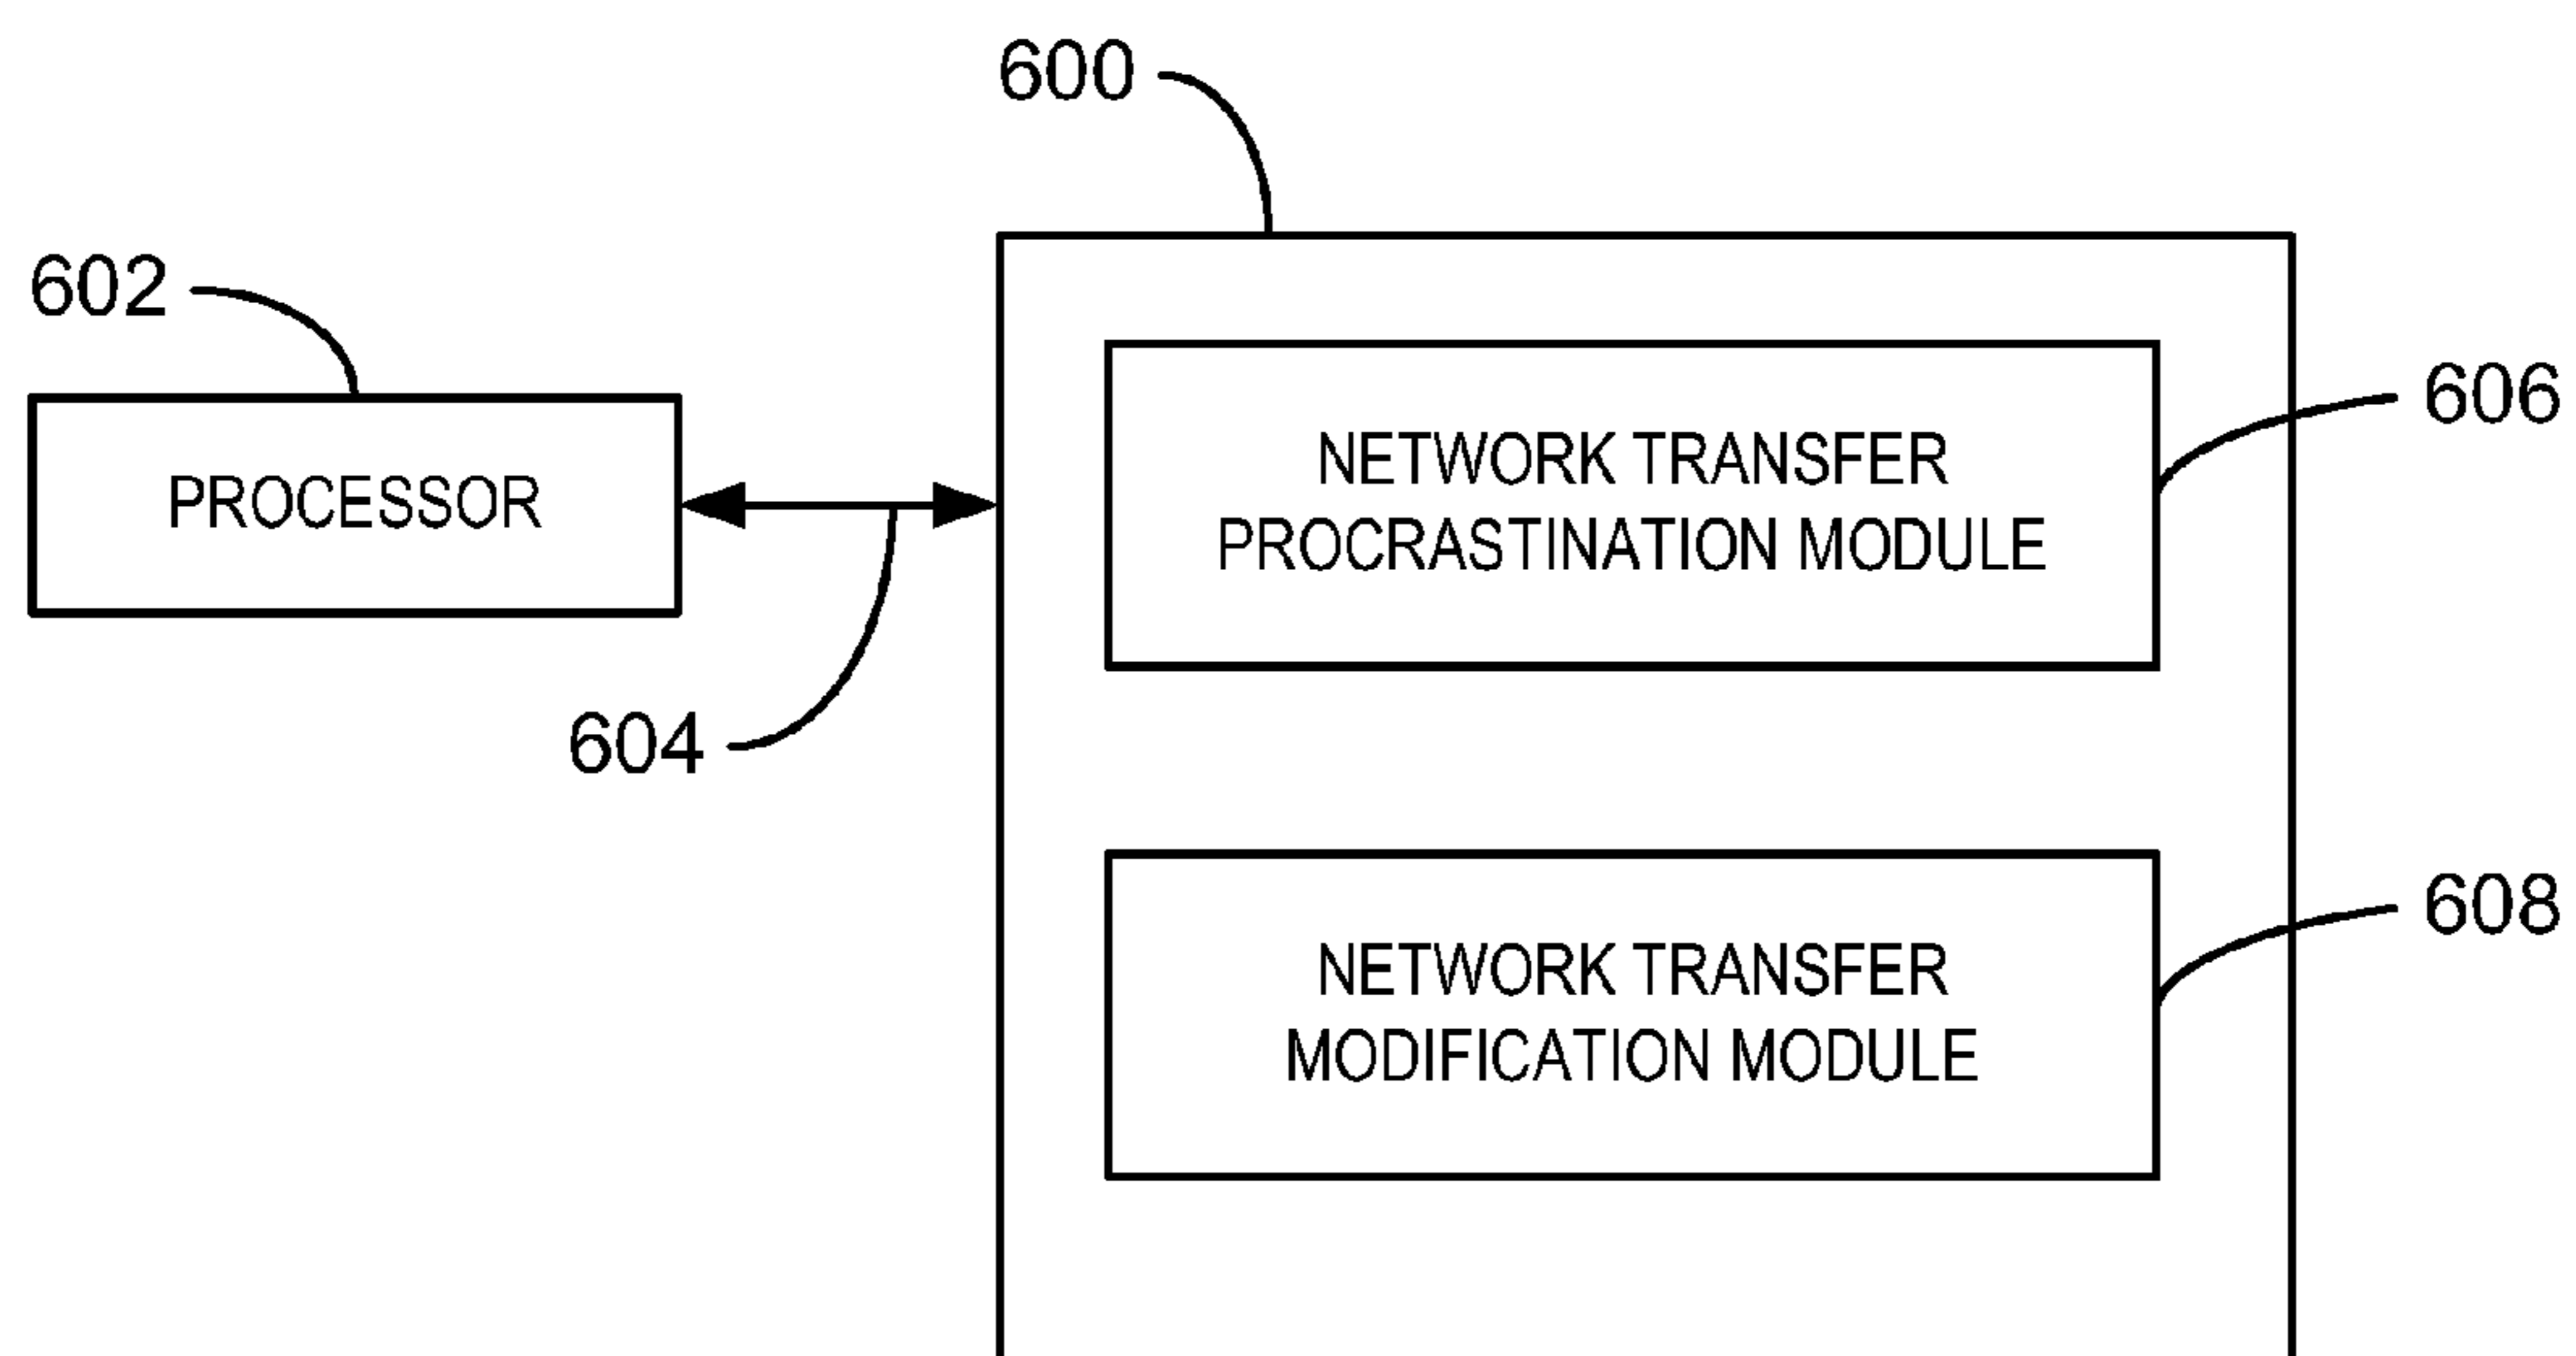 600
602
PROCESSOR
604
NETWORK TRANSFER
PROCRASTINATION MODULE
606
NETWORK TRANSFER
MODIFICATION MODULE
608